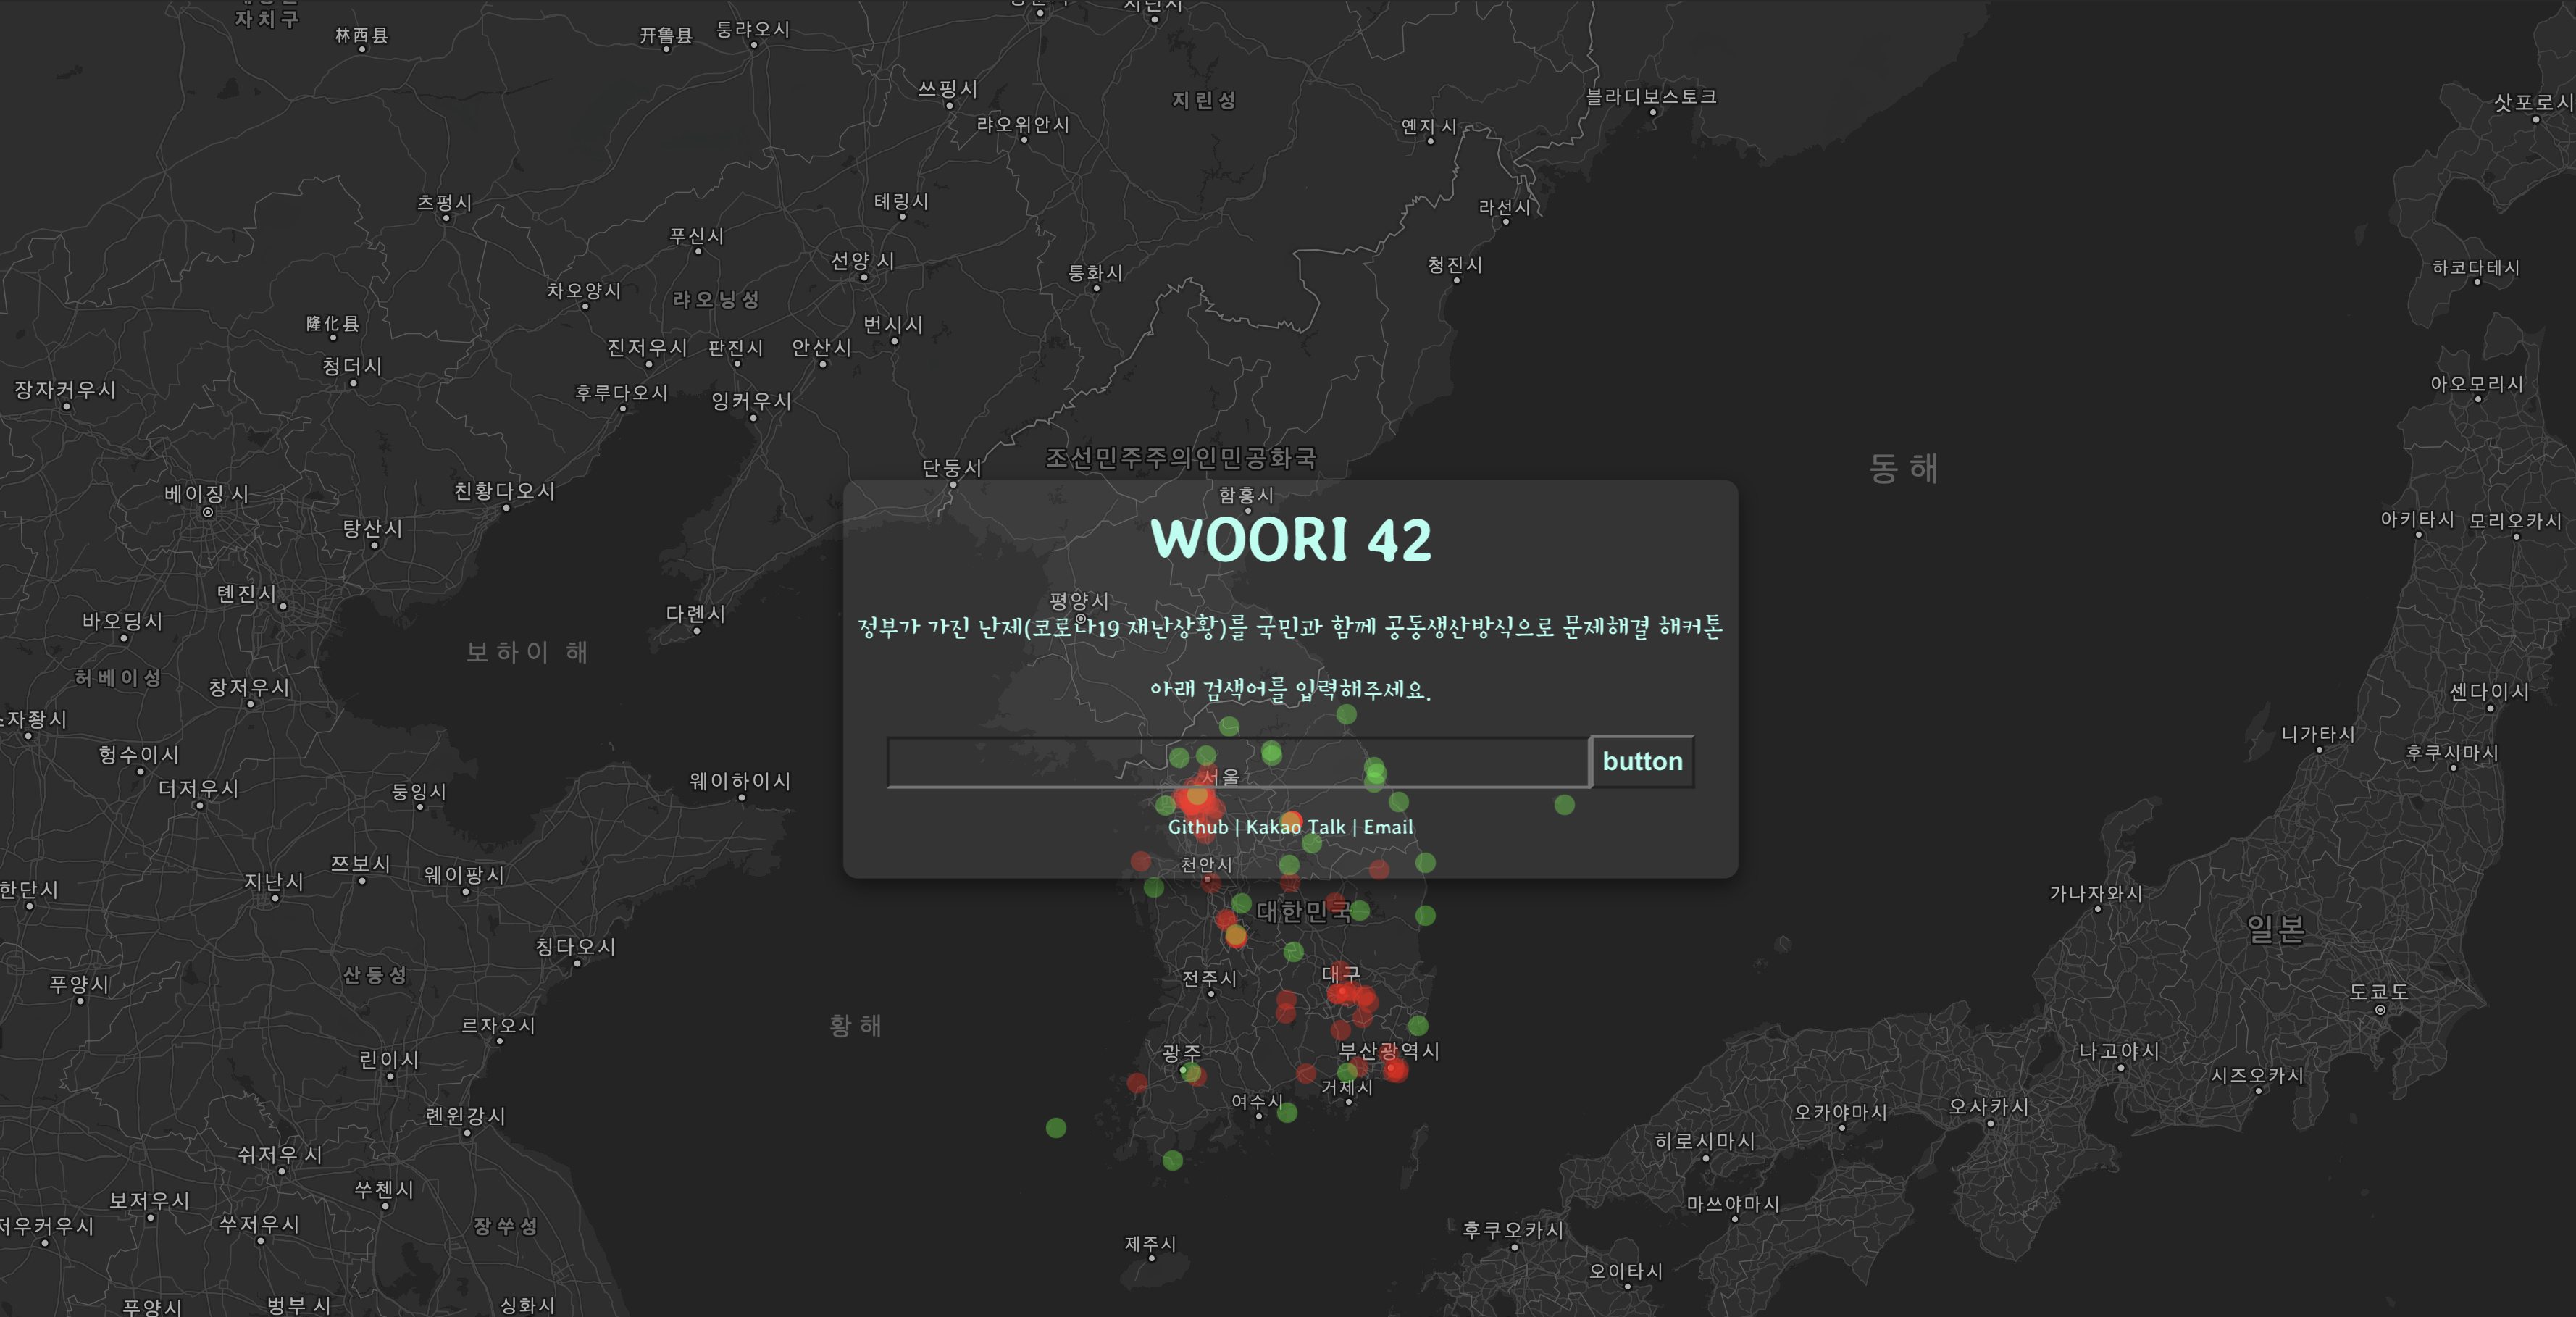 자치구
林西县
开鲁县
퉁랴오시
쓰핑시
랴오위안시
지린성
옌지 시
블라디보스토크
삿포로시
츠펑시
톄링시
라선시
푸신시
선양 시
퉁화시
청진시
하코다테시
차오양시
랴오닝성
隆化县
번시시
진저우시
판진시
안산시
청더시
장자커우시
후루다오시
잉커우시
아오모리시
조선민주주의인민공화국
단둥시
동해
베이징 시
친황다오시
함흥시
탕산시
아키타시
모리오카시
WOORI 42
톈진시
평양시
바오딩시
다롄시
정부가 가진 난제(코로나19 재난상황)를 국민과 함께 공동생산방식으로 문제해결 해커톤
보하이 해
허베이성
창저우시
아래 검색어를 입력해주세요.
센다이시
스자좡시
니가타시
헝수이시
후쿠시마시
button
서울
웨이하이시
더저우시
둥잉시
Github | Kakao Talk | Email
천안시
쯔보시
웨이팡시
지난시
한단시
가나자와시
대한민국
일본
칭다오시
산둥성
전주시
대구
푸양시
도쿄도
황해
르자오시
광주
부산광역시
나고야시
린이시
거제시
시즈오카시
여수시
오카야마시
오사카시
롄윈강시
히로시마시
쉬저우 시
쑤첸시
보저우시
마쓰야마시
저우커우시
쑤저우시
장쑤성
후쿠오카시
제주시
오이타시
푸양시
벙부 시
싱화시